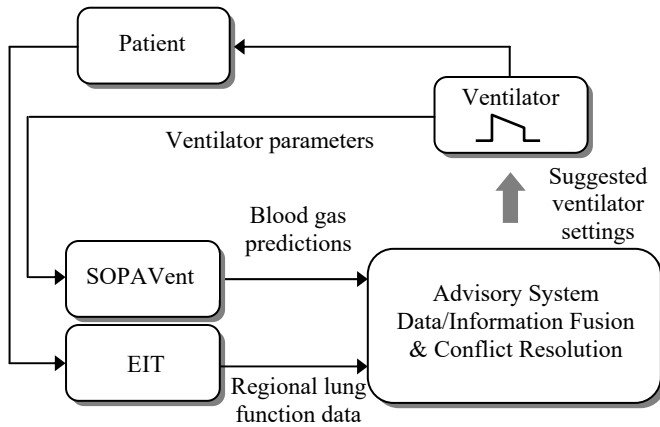 Patient
Ventilator
Ventilator parameters
Suggested
ventilator
settings
Blood gas
predictions
SOPAVent
Advisory System
Data/Information Fusion
& Conflict Resolution
EIT
Regional lung
function data